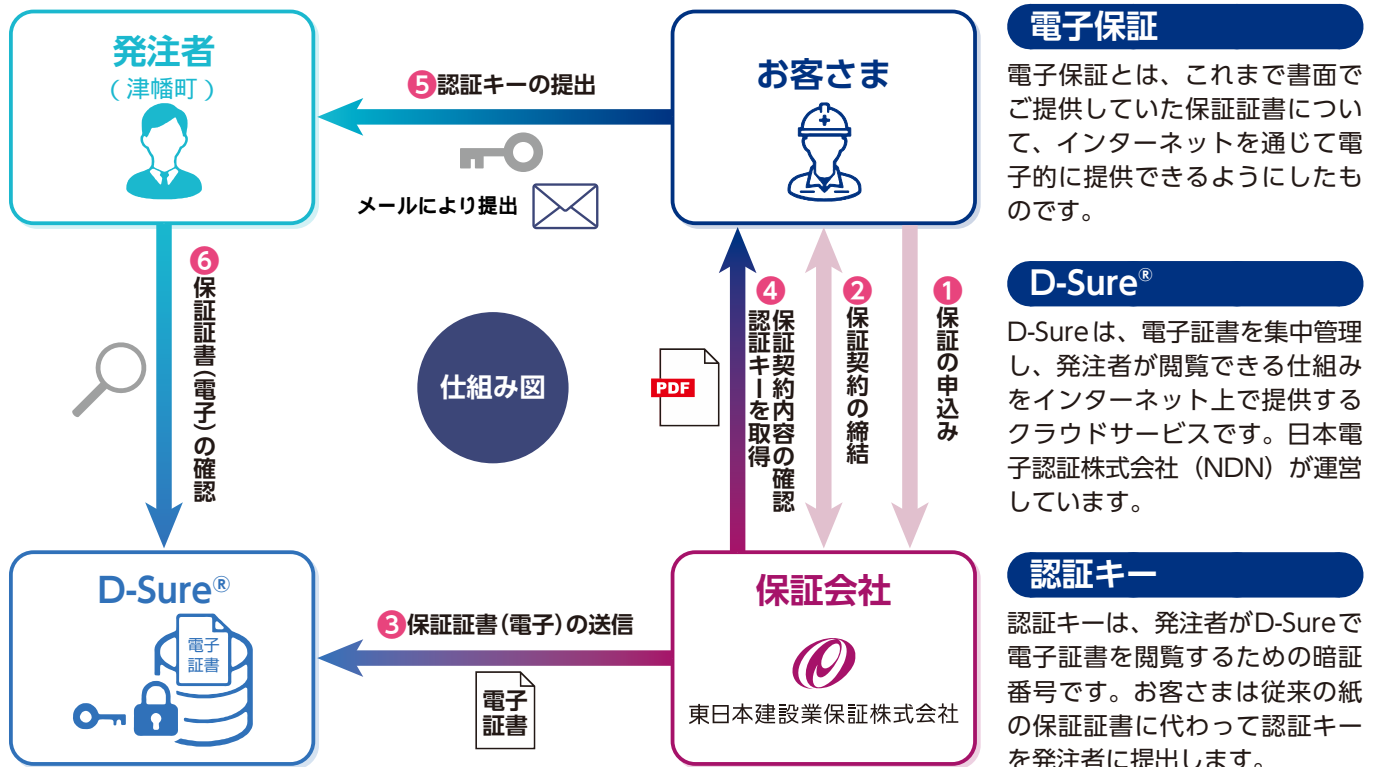 発注者
(津幡町)
❺認証キーの提出
メールにより提出
お客さま
❻保証証書(電子)の確認
仕組み図
PDF
❹保証契約内容の確認
認証キーを取得
❷保証契約の締結
❶保証の申込み
D-Sure®
電子
証書
❸保証証書(電子)の送信
電子
証書
保証会社
東日本建設業保証株式会社
電子保証
電子保証とは、これまで書面で
ご提供していた保証証書につい
て、インターネットを通じて電
子的に提供できるようにしたも
のです。
D-Sure®
D-Sureは、電子証書を集中管理
し、発注者が閲覧できる仕組み
をインターネット上で提供する
クラウドサービスです。日本電
子認証株式会社(NDN)が運営
しています。
認証キー
認証キーは、発注者がD-Sureで
電子証書を閲覧するための暗証
番号です。お客さまは従来の紙
の保証証書に代わって認証キー
を発注者に提出します。